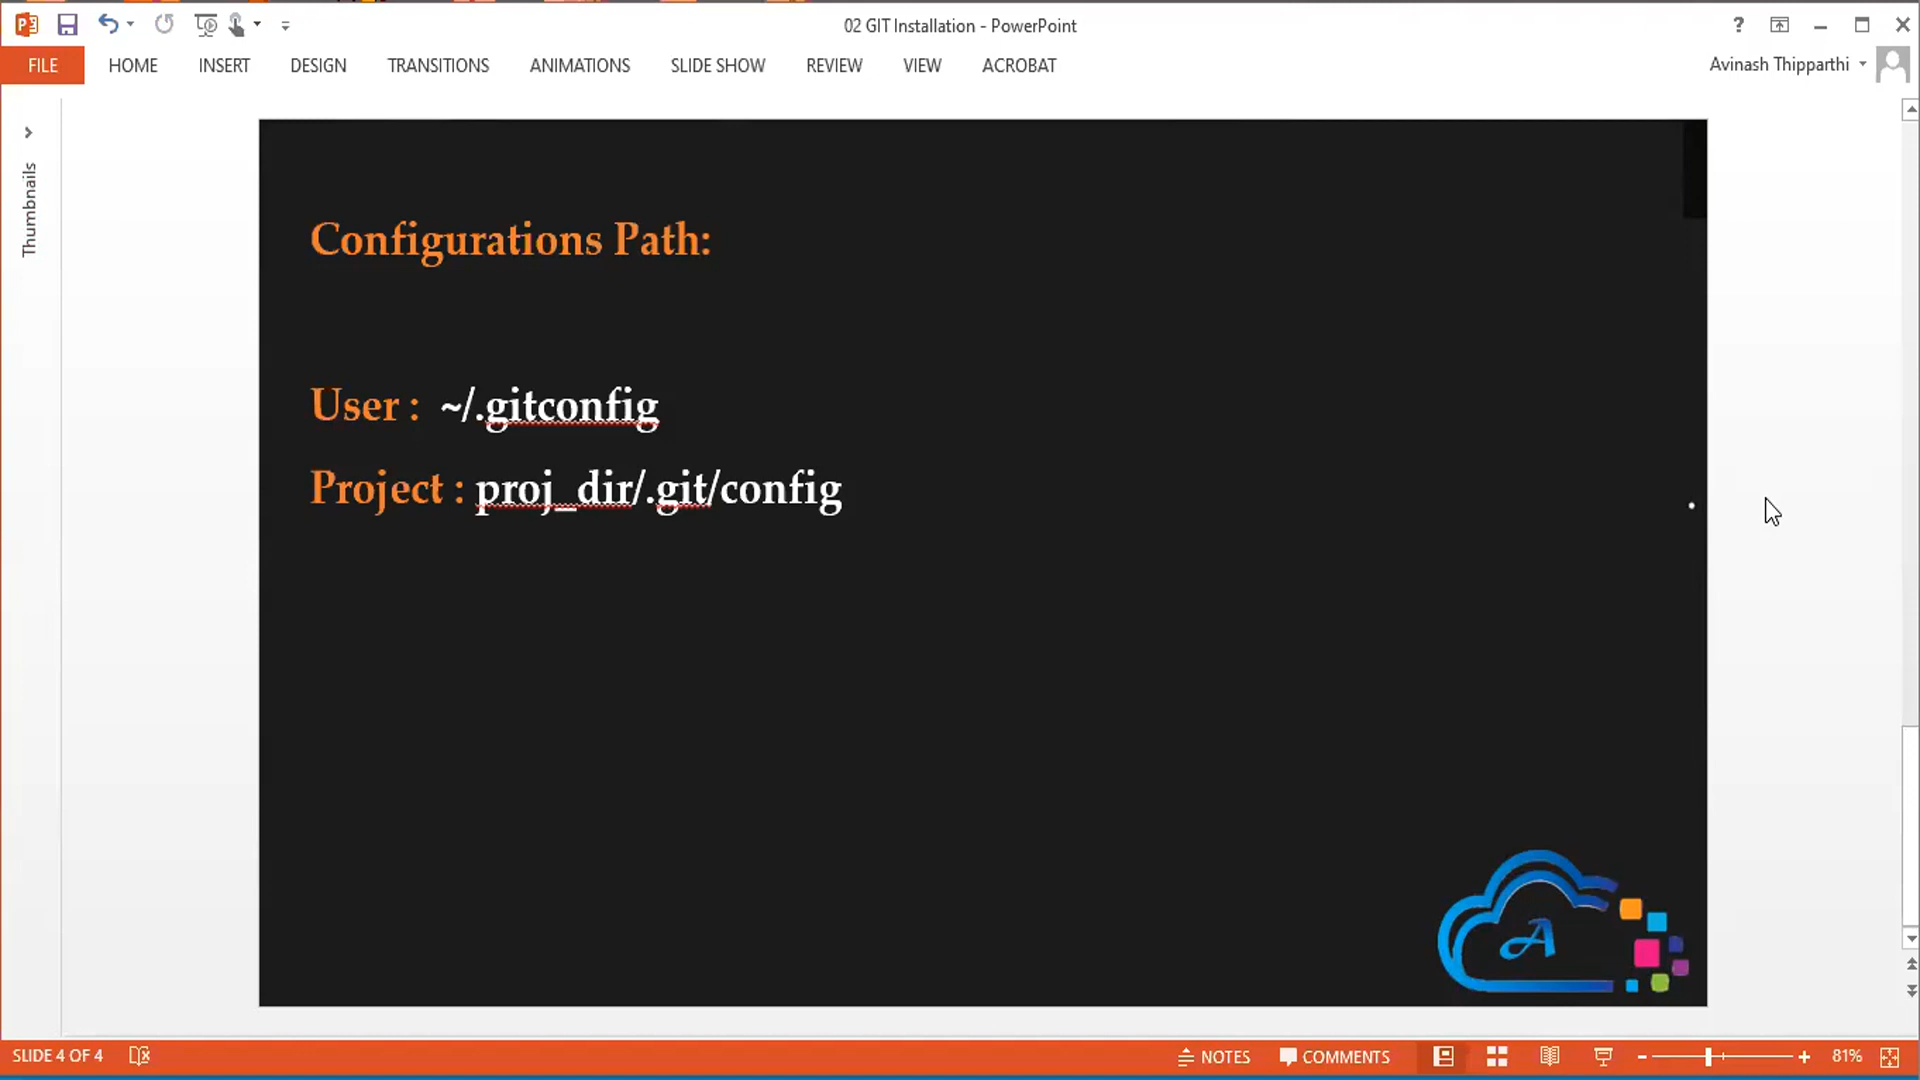 02 GIT Installation - PowerPoint
?
FILE HOME INSERT DESIGN TRANSITIONS ANIMATIONS SLIDE SHOW REVIEW VIEW ACROBAT
Avinash Thipparthi
Thumbnails
Configurations Path:
User : ~/.gitconfig
Project : proj_dir/.git/config
A
SLIDE 4 OF 4 NOTES COMMENTS 81%